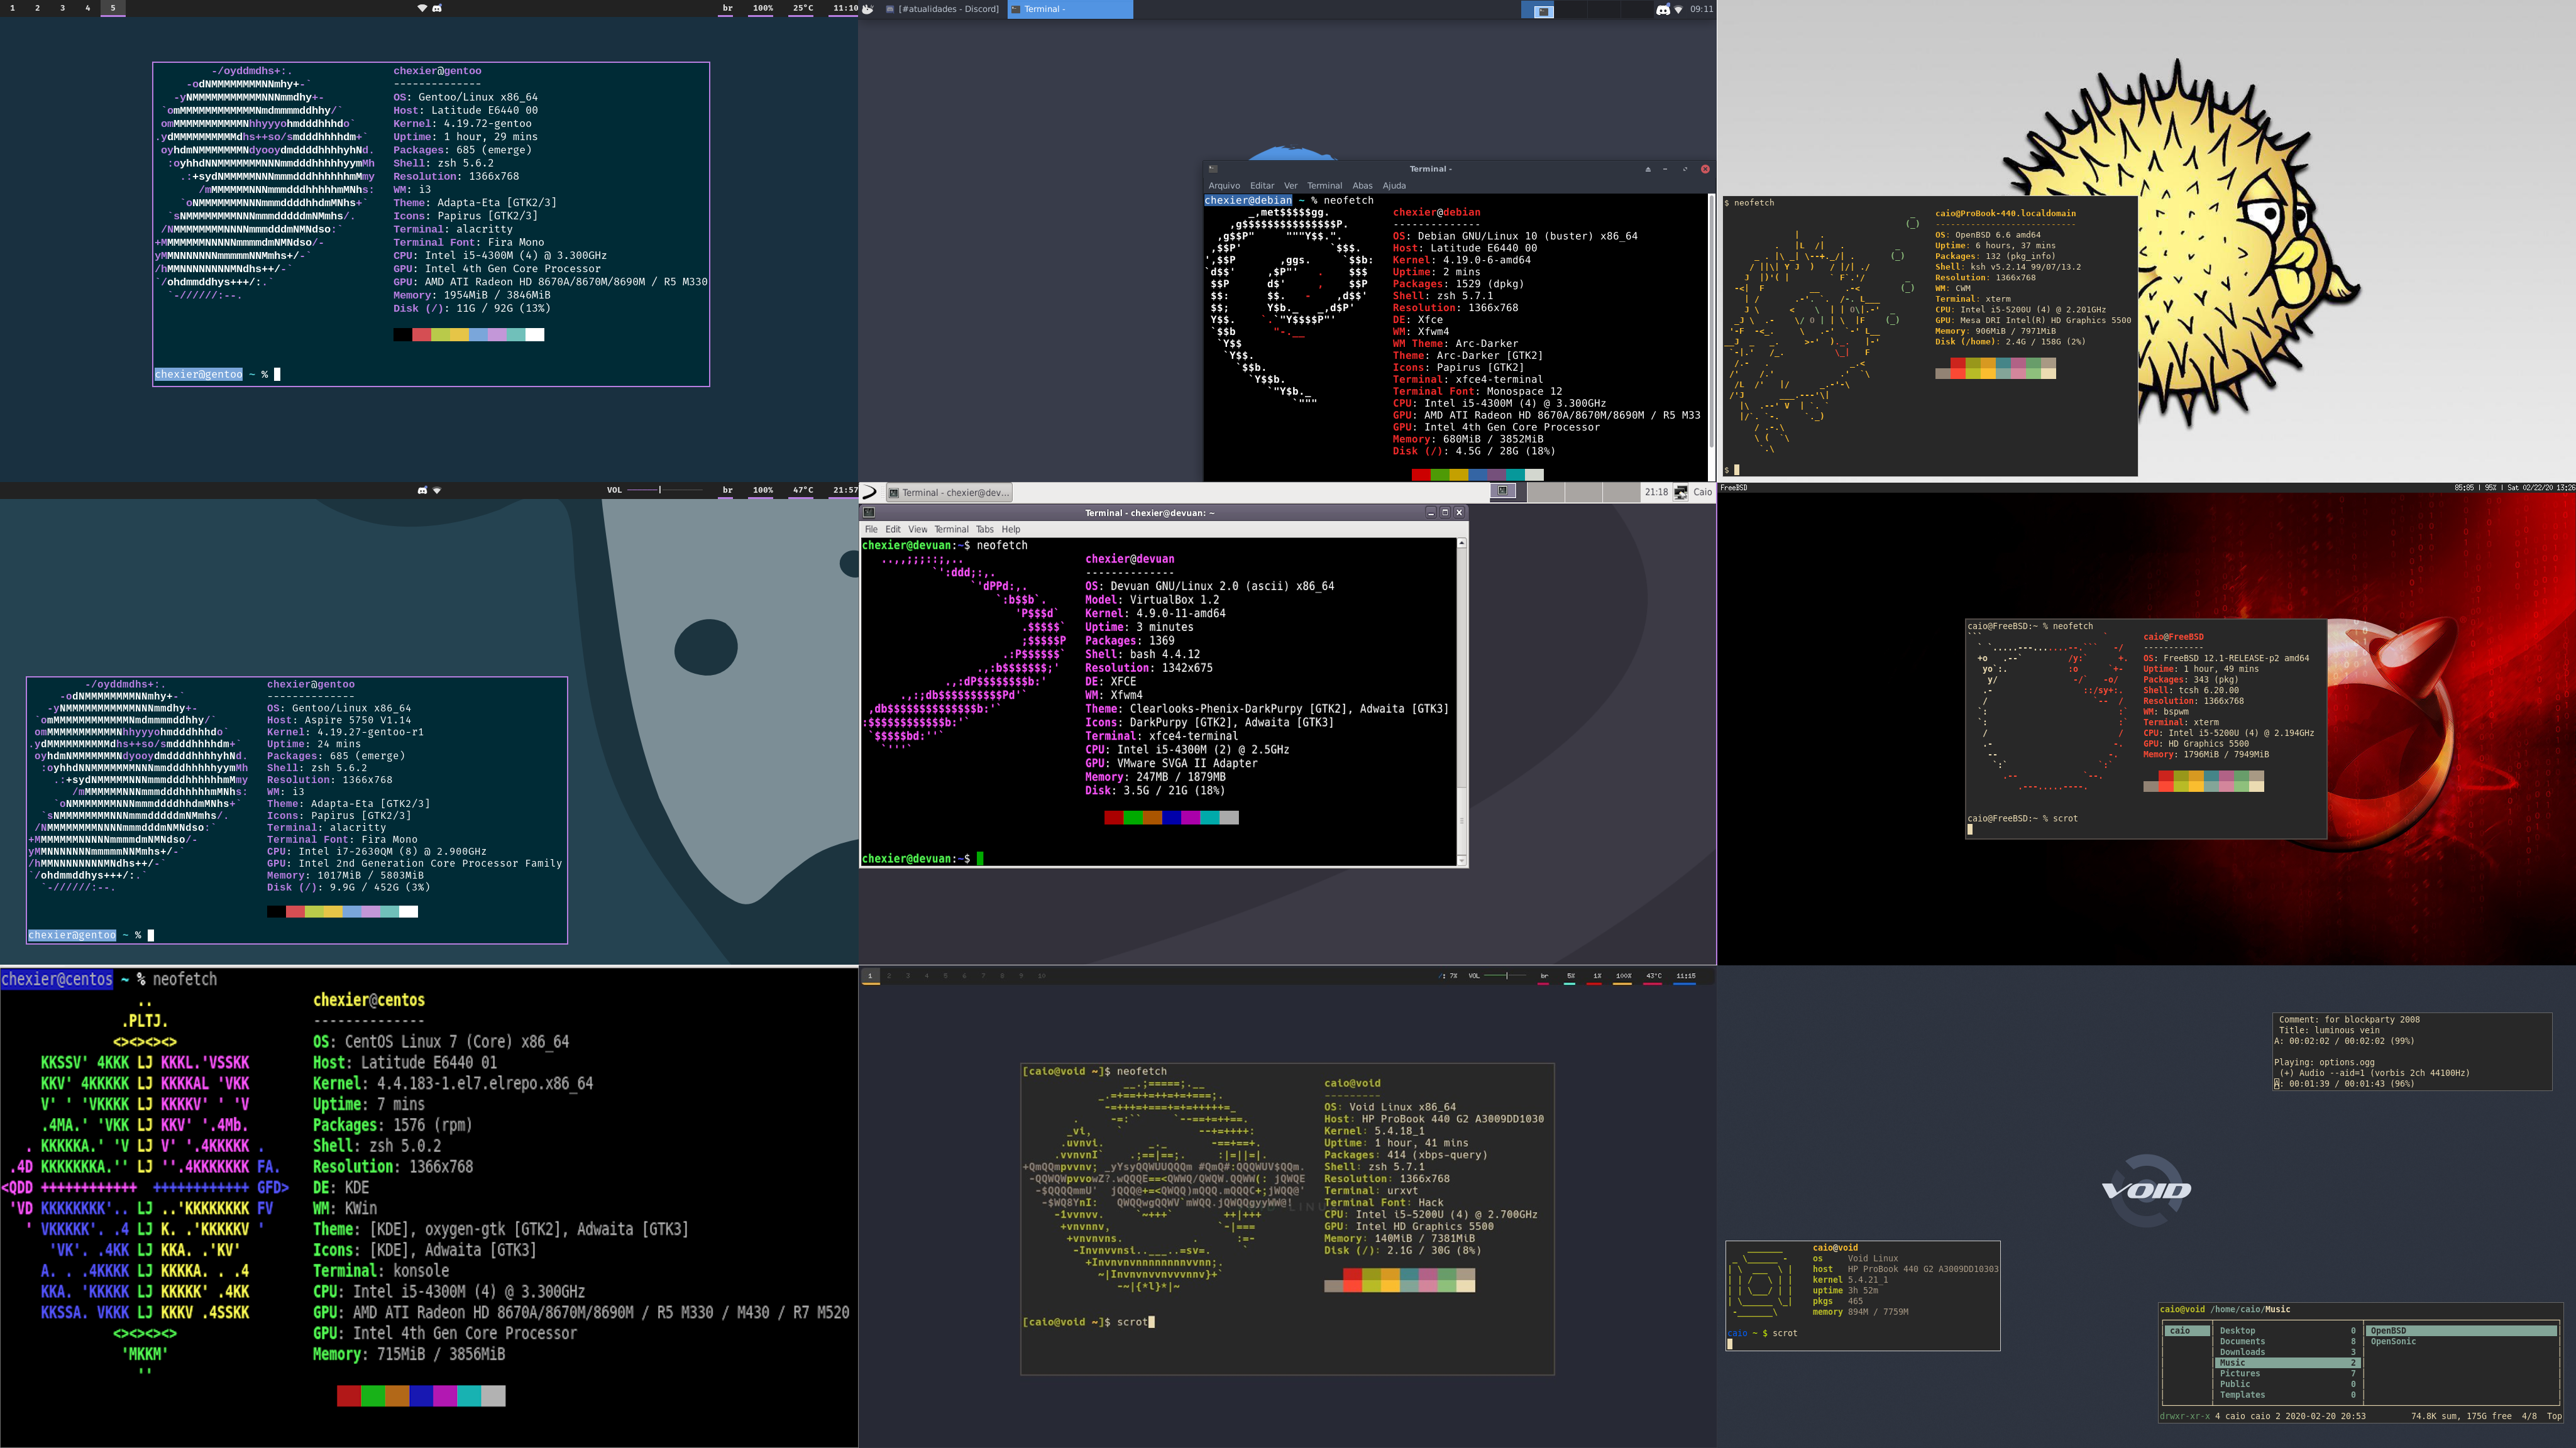 1 2 3 4 5
br 100% 25°C 11:10
chexier@gentoo
--------------
OS: Gentoo/Linux x86_64
Host: Latitude E6440 00
Kernel: 4.19.72-gentoo
Uptime: 1 hour, 29 mins
Packages: 685 (emerge)
Shell: zsh 5.6.2
Resolution: 1366x768
WM: i3
Theme: Adapta-Eta [GTK2/3]
Icons: Papirus [GTK2/3]
Terminal: alacritty
Terminal Font: Fira Mono
CPU: Intel i5-4300M (4) @ 3.300GHz
GPU: Intel 4th Gen Core Processor
GPU: AMD ATI Radeon HD 8670A/8670M/8690M / R5 M330
Memory: 1954MiB / 3846MiB
Disk (/): 11G / 92G (13%)
chexier@gentoo ~ %
[#atualidades - Discord] Terminal - 09:11
Terminal -
Arquivo Editar Ver Terminal Abas Ajuda
chexier@debian ~ % neofetch
chexier@debian
--------------
OS: Debian GNU/Linux 10 (buster) x86_64
Host: Latitude E6440 00
Kernel: 4.19.0-6-amd64
Uptime: 2 mins
Packages: 1529 (dpkg)
Shell: zsh 5.7.1
Resolution: 1366x768
DE: Xfce
WM: Xfwm4
WM Theme: Arc-Darker
Theme: Arc-Darker [GTK2]
Icons: Papirus [GTK2]
Terminal: xfce4-terminal
Terminal Font: Monospace 12
CPU: Intel i5-4300M (4) @ 3.300GHz
GPU: AMD ATI Radeon HD 8670A/8670M/8690M / R5 M33
GPU: Intel 4th Gen Core Processor
Memory: 680MiB / 3852MiB
Disk (/): 4.5G / 28G (18%)
$ neofetch
caio@ProBook-440.localdomain
----------------------------
OS: OpenBSD 6.6 amd64
Uptime: 6 hours, 37 mins
Packages: 132 (pkg_info)
Shell: ksh v5.2.14 99/07/13.2
Resolution: 1366x768
WM: CWM
Terminal: xterm
CPU: Intel i5-5200U (4) @ 2.201GHz
GPU: Mesa DRI Intel(R) HD Graphics 5500
Memory: 906MiB / 7971MiB
Disk (/home): 2.4G / 158G (2%)
$
VOL br 100% 47°C 21:57
chexier@gentoo
--------------
OS: Gentoo/Linux x86_64
Host: Aspire 5750 V1.14
Kernel: 4.19.27-gentoo-r1
Uptime: 24 mins
Packages: 685 (emerge)
Shell: zsh 5.6.2
Resolution: 1366x768
WM: i3
Theme: Adapta-Eta [GTK2/3]
Icons: Papirus [GTK2/3]
Terminal: alacritty
Terminal Font: Fira Mono
CPU: Intel i7-2630QM (8) @ 2.900GHz
GPU: Intel 2nd Generation Core Processor Family
Memory: 1017MiB / 5803MiB
Disk (/): 9.9G / 452G (3%)
chexier@gentoo ~ %
Terminal - chexier@dev... 21:18 Caio
Terminal - chexier@devuan: ~
File Edit View Terminal Tabs Help
chexier@devuan:~$ neofetch
chexier@devuan
--------------
OS: Devuan GNU/Linux 2.0 (ascii) x86_64
Model: VirtualBox 1.2
Kernel: 4.9.0-11-amd64
Uptime: 3 minutes
Packages: 1369
Shell: bash 4.4.12
Resolution: 1342x675
DE: XFCE
WM: Xfwm4
Theme: Clearlooks-Phenix-DarkPurpy [GTK2], Adwaita [GTK3]
Icons: DarkPurpy [GTK2], Adwaita [GTK3]
Terminal: xfce4-terminal
CPU: Intel i5-4300M (2) @ 2.5GHz
GPU: VMware SVGA II Adapter
Memory: 247MB / 1879MB
Disk: 3.5G / 21G (18%)
chexier@devuan:~$
FreeBSD 85;85 | 95% | Sat 02/22/20 13:26
caio@FreeBSD:~ % neofetch
caio@FreeBSD
------------
OS: FreeBSD 12.1-RELEASE-p2 amd64
Uptime: 1 hour, 49 mins
Packages: 343 (pkg)
Shell: tcsh 6.20.00
Resolution: 1366x768
WM: bspwm
Terminal: xterm
CPU: Intel i5-5200U (4) @ 2.194GHz
GPU: HD Graphics 5500
Memory: 1796MiB / 7949MiB
caio@FreeBSD:~ % scrot
chexier@centos ~ % neofetch
chexier@centos
--------------
OS: CentOS Linux 7 (Core) x86_64
Host: Latitude E6440 01
Kernel: 4.4.183-1.el7.elrepo.x86_64
Uptime: 7 mins
Packages: 1576 (rpm)
Shell: zsh 5.0.2
Resolution: 1366x768
DE: KDE
WM: KWin
Theme: [KDE], oxygen-gtk [GTK2], Adwaita [GTK3]
Icons: [KDE], Adwaita [GTK3]
Terminal: konsole
CPU: Intel i5-4300M (4) @ 3.300GHz
GPU: AMD ATI Radeon HD 8670A/8670M/8690M / R5 M330 / M430 / R7 M520
GPU: Intel 4th Gen Core Processor
Memory: 715MiB / 3856MiB
1 2 3 4 5 6 7 8 9 10
/: 7% VOL br 5% 1% 100% 43°C 11:15
[caio@void ~]$ neofetch
caio@void
---------
OS: Void Linux x86_64
Host: HP ProBook 440 G2 A3009DD1030
Kernel: 5.4.18_1
Uptime: 1 hour, 41 mins
Packages: 414 (xbps-query)
Shell: zsh 5.7.1
Resolution: 1366x768
Terminal: urxvt
Terminal Font: Hack
CPU: Intel i5-5200U (4) @ 2.700GHz
GPU: Intel HD Graphics 5500
Memory: 140MiB / 7381MiB
Disk (/): 2.1G / 30G (8%)
[caio@void ~]$ scrot
Comment: for blockparty 2008
Title: luminous vein
A: 00:02:02 / 00:02:02 (99%)
Playing: options.ogg
(+) Audio --aid=1 (vorbis 2ch 44100Hz)
A: 00:01:39 / 00:01:43 (96%)
VOID
caio@void
os Void Linux
host HP ProBook 440 G2 A3009DD10303
kernel 5.4.21_1
uptime 3h 52m
pkgs 465
memory 894M / 7759M
caio ~ $ scrot
caio@void /home/caio/Music
caio Desktop 0 OpenBSD
Documents 8 OpenSonic
Downloads 3
Music 2
Pictures 7
Public 0
Templates 0
drwxr-xr-x 4 caio caio 2 2020-02-20 20:53 74.8K sum, 175G free 4/8 Top